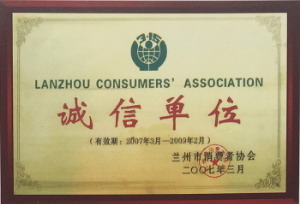 3·15
LANZHOU CONSUMERS' ASSOCIATION
诚信单位
(有效期：2007年3月—2009年2月)
兰州市消费者协会
二〇〇七年三月